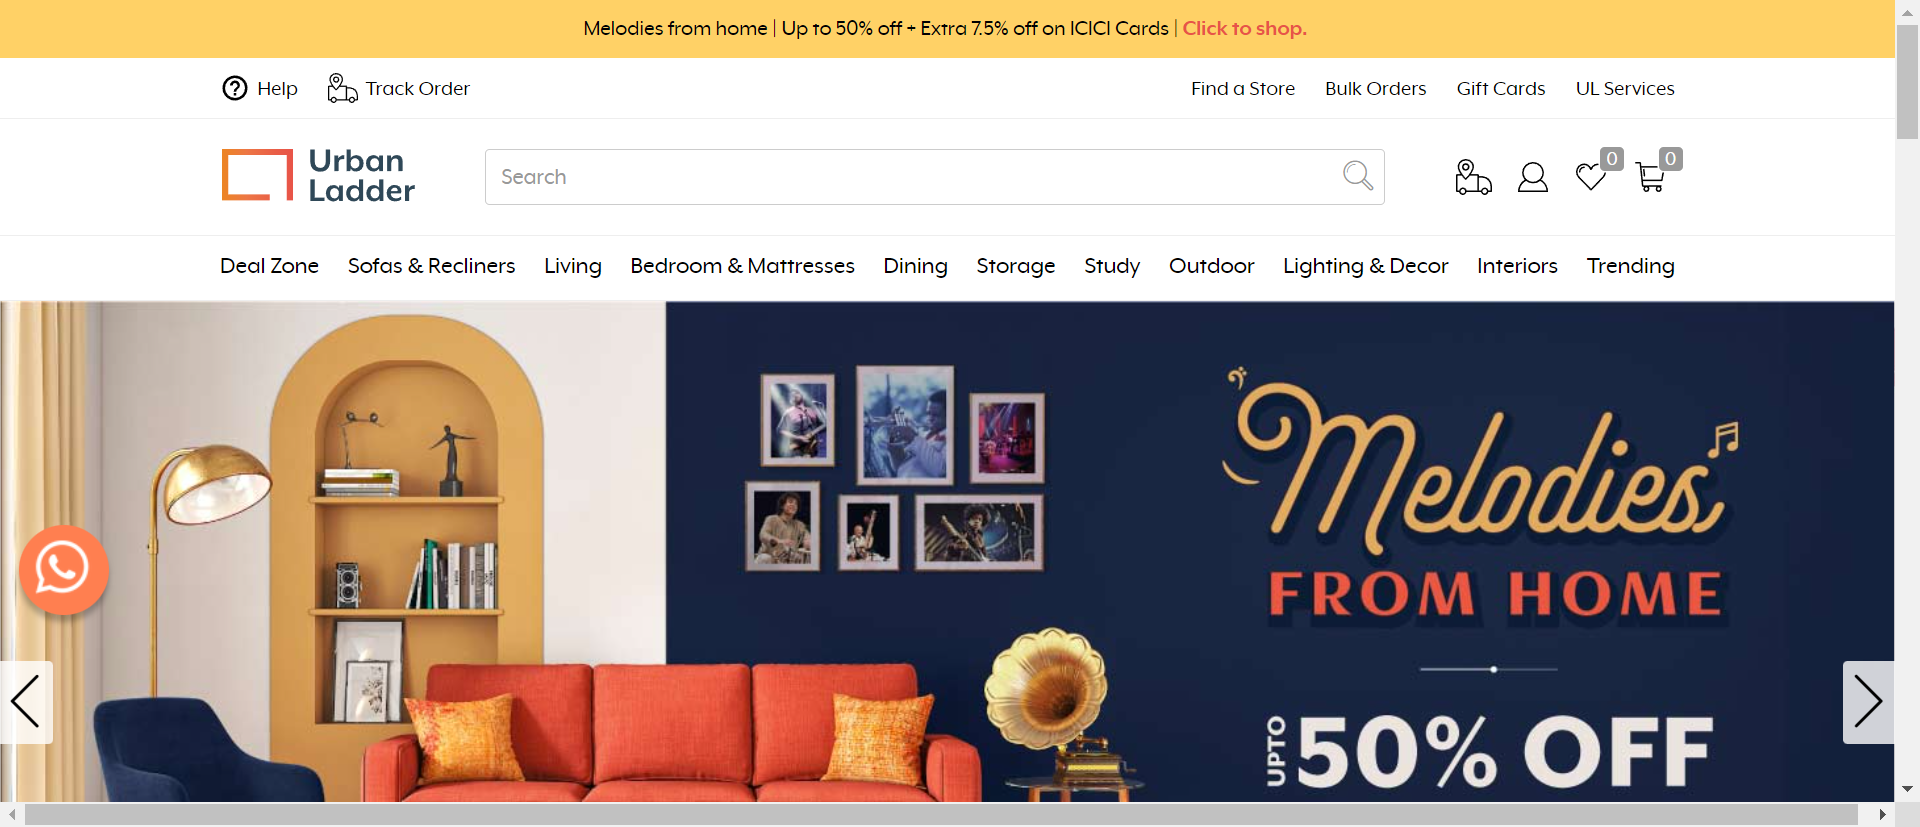 Melodies from home | Up to 50% off + Extra 7.5% off on ICICI Cards | Click to shop.
Help Track Order Find a Store Bulk Orders Gift Cards UL Services
Urban
Ladder
Search
0 0
Deal Zone Sofas & Recliners Living Bedroom & Mattresses Dining Storage Study Outdoor Lighting & Decor Interiors Trending
Melodies
FROM HOME
UPTO 50% OFF